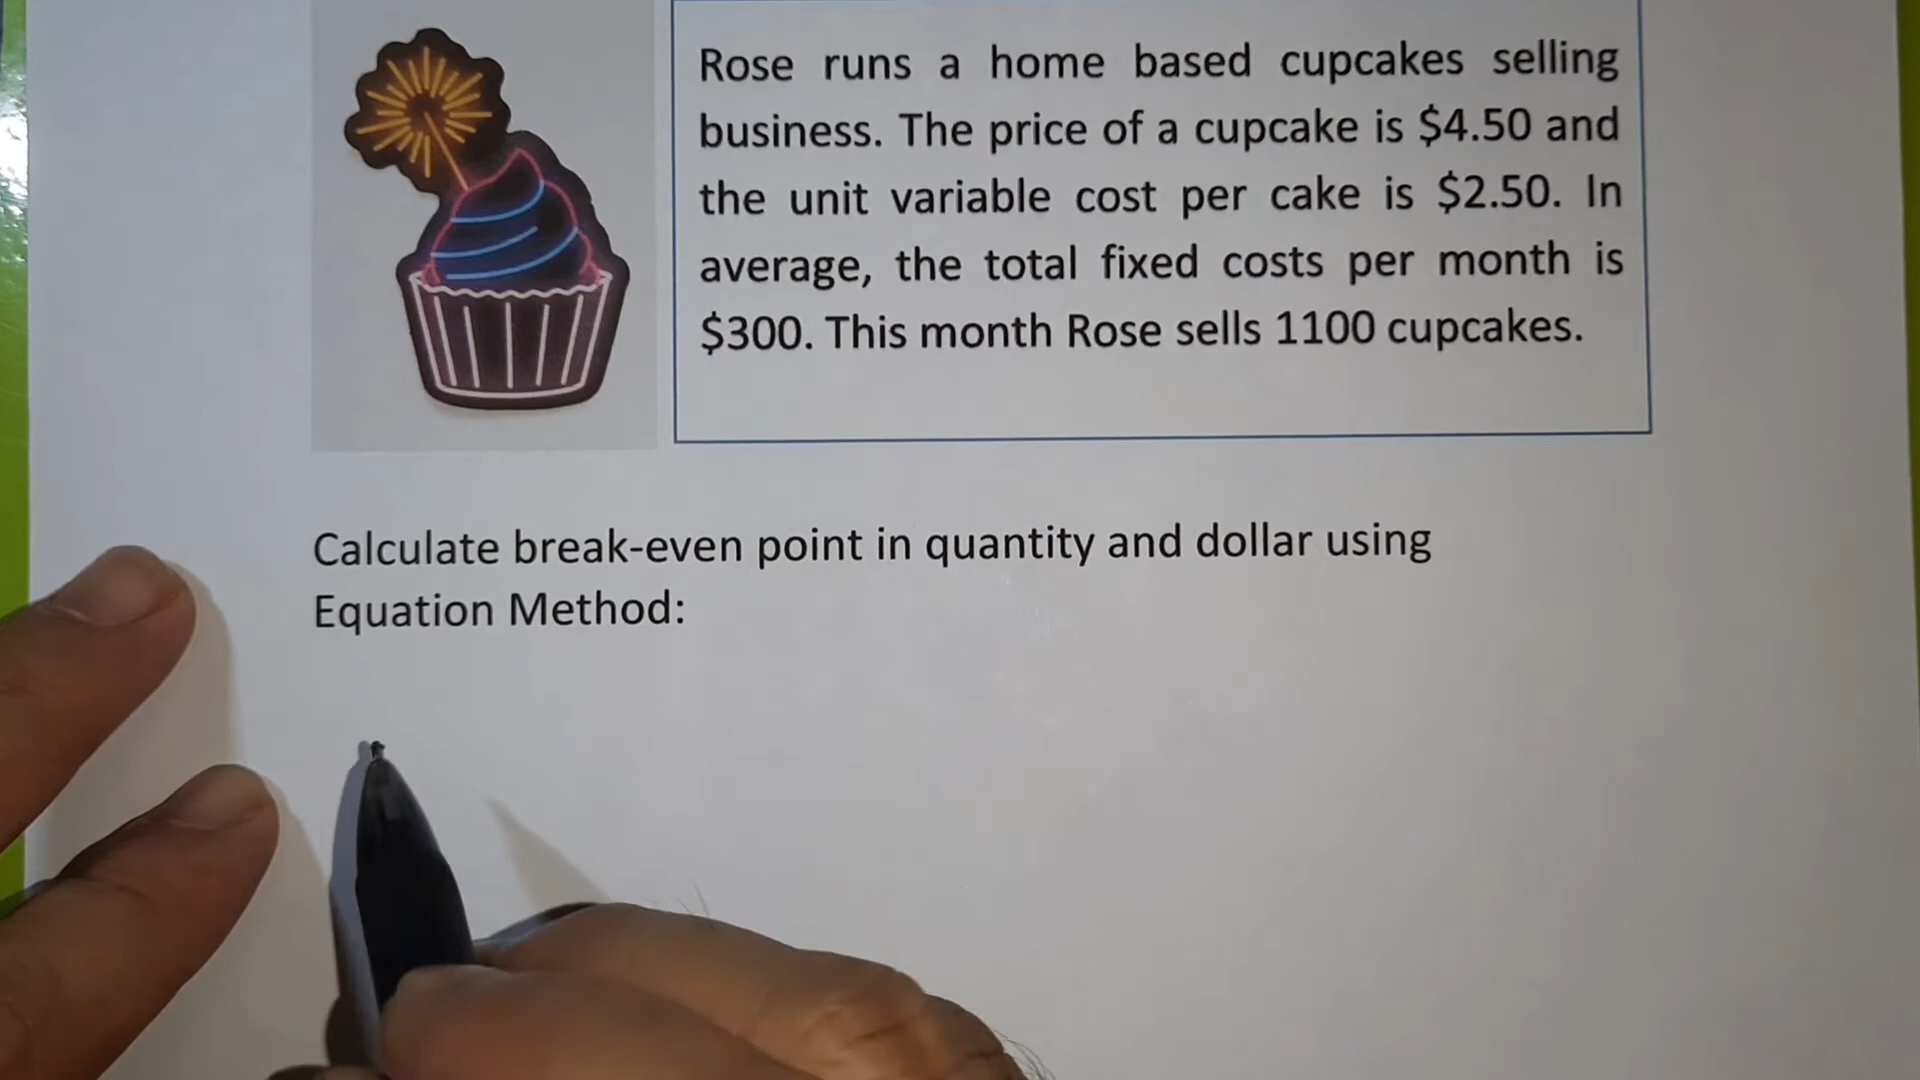 Rose runs a home based cupcakes selling
business. The price of a cupcake is $4.50 and
the unit variable cost per cake is $2.50. In
average, the total fixed costs per month is
$300. This month Rose sells 1100 cupcakes.
Calculate break-even point in quantity and dollar using
Equation Method: